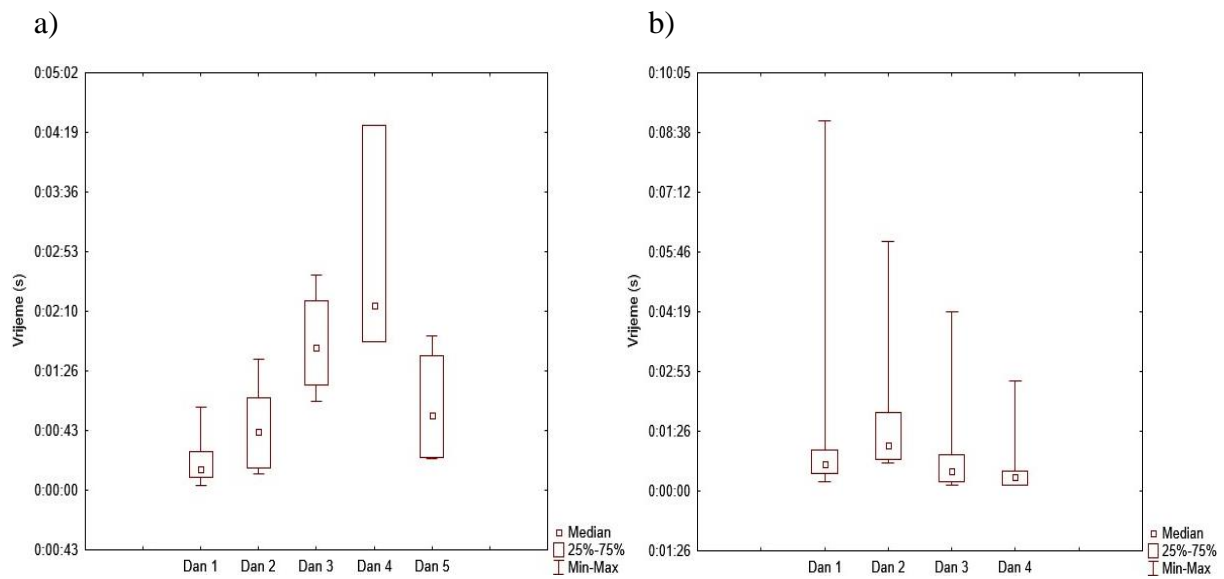 a)
0:05:02
0:04:19
0:03:36
0:02:53
0:02:10
0:01:26
0:00:43
0:00:00
0:00:43
Vrijeme (s)
Dan 1 Dan 2 Dan 3 Dan 4 Dan 5
Median
25%-75%
Min-Max
b)
0:10:05
0:08:38
0:07:12
0:05:46
0:04:19
0:02:53
0:01:26
0:00:00
0:01:26
Vrijeme (s)
Dan 1 Dan 2 Dan 3 Dan 4
Median
25%-75%
Min-Max